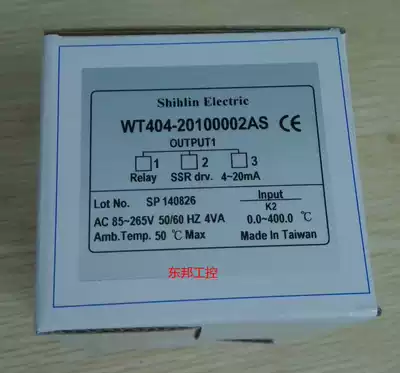 Shihlin Electric
WT404-20100002AS CE
OUTPUT1
1 2 3
Relay SSR drv. 4~20mA
Lot No. SP 140826
AC 85~265V 50/60 HZ 4VA
Amb.Temp. 50 ℃ Max
Input
K2
0.0~400.0 ℃
Made In Taiwan
东邦工控